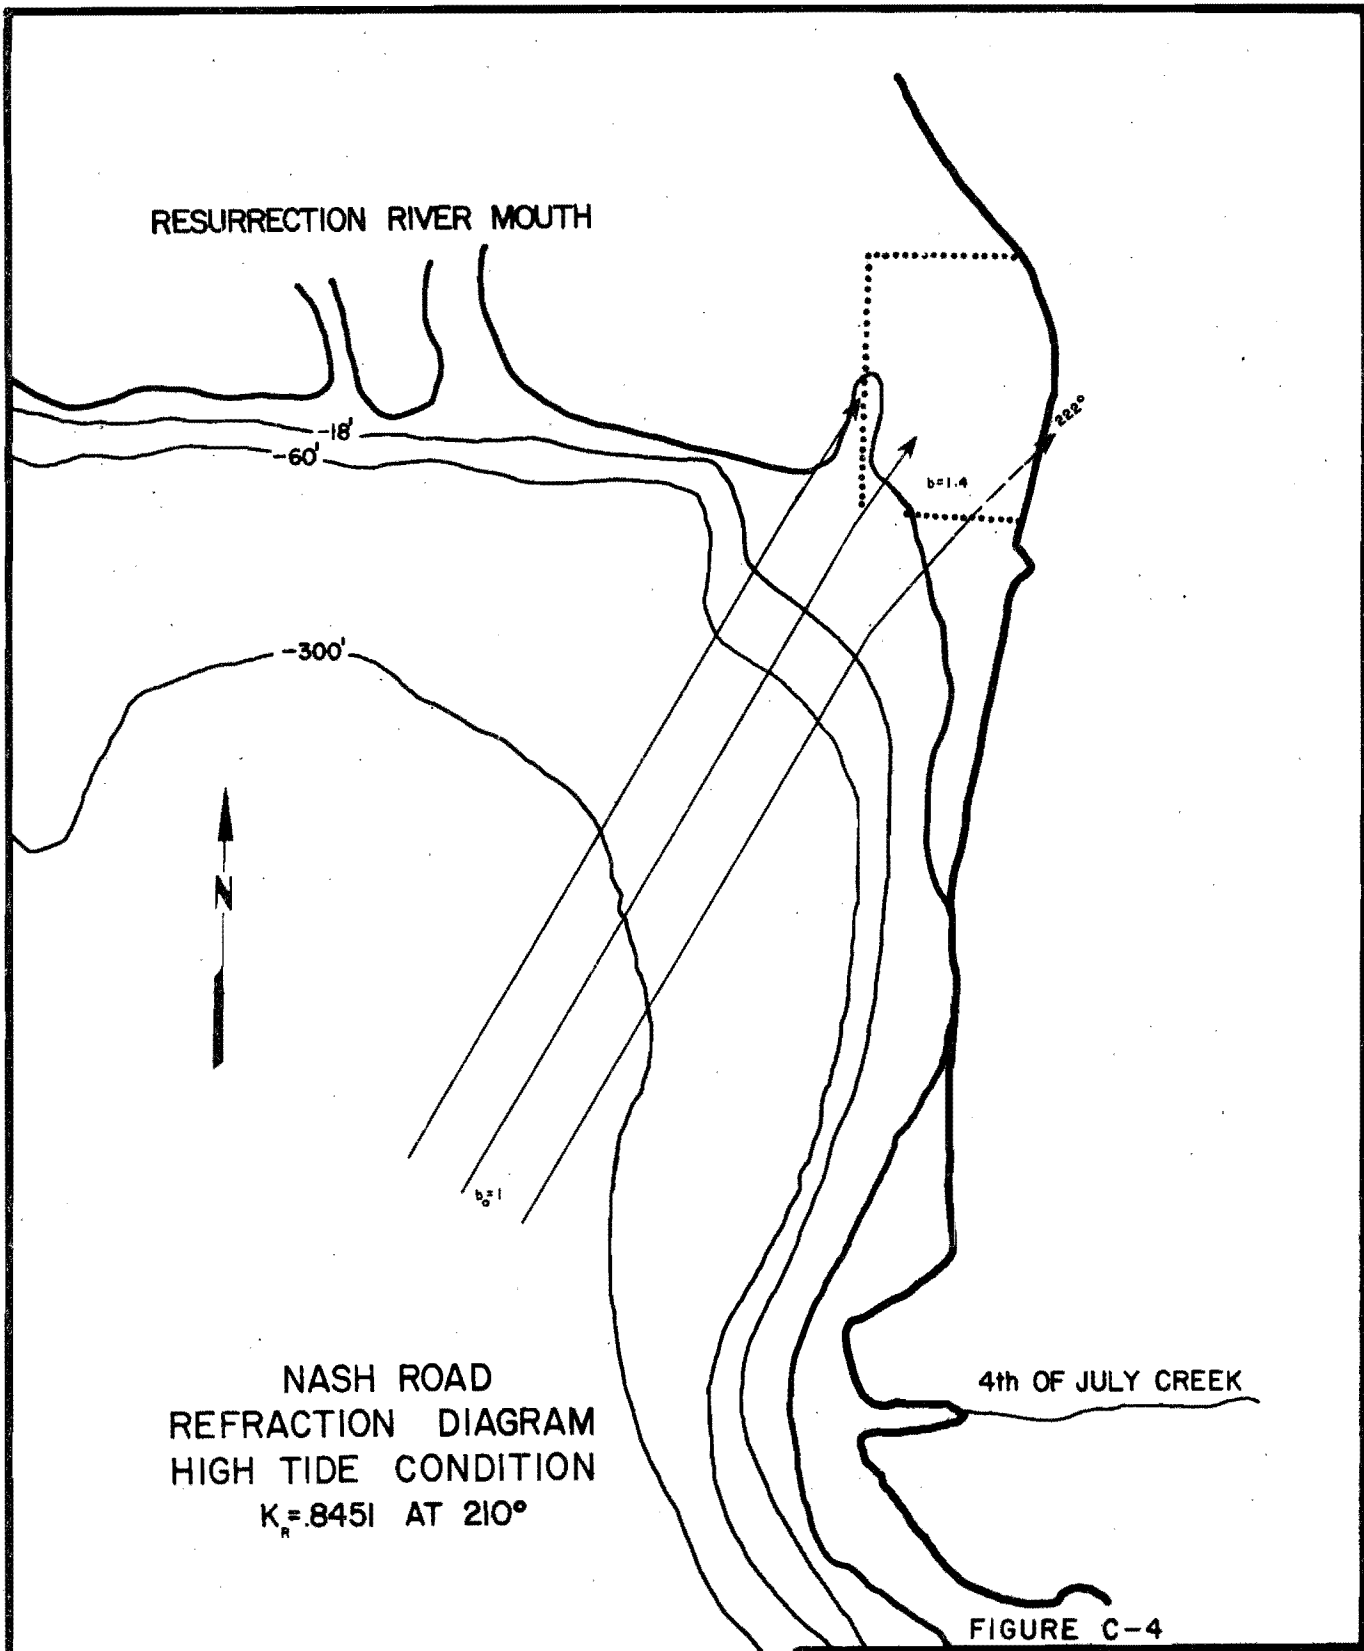 RESURRECTION RIVER MOUTH
222°
-18'
-60'
b=1.4
-300'
N
b₀=1
NASH ROAD
REFRACTION DIAGRAM
HIGH TIDE CONDITION
K_R=.8451 AT 210°
4th OF JULY CREEK
FIGURE C-4